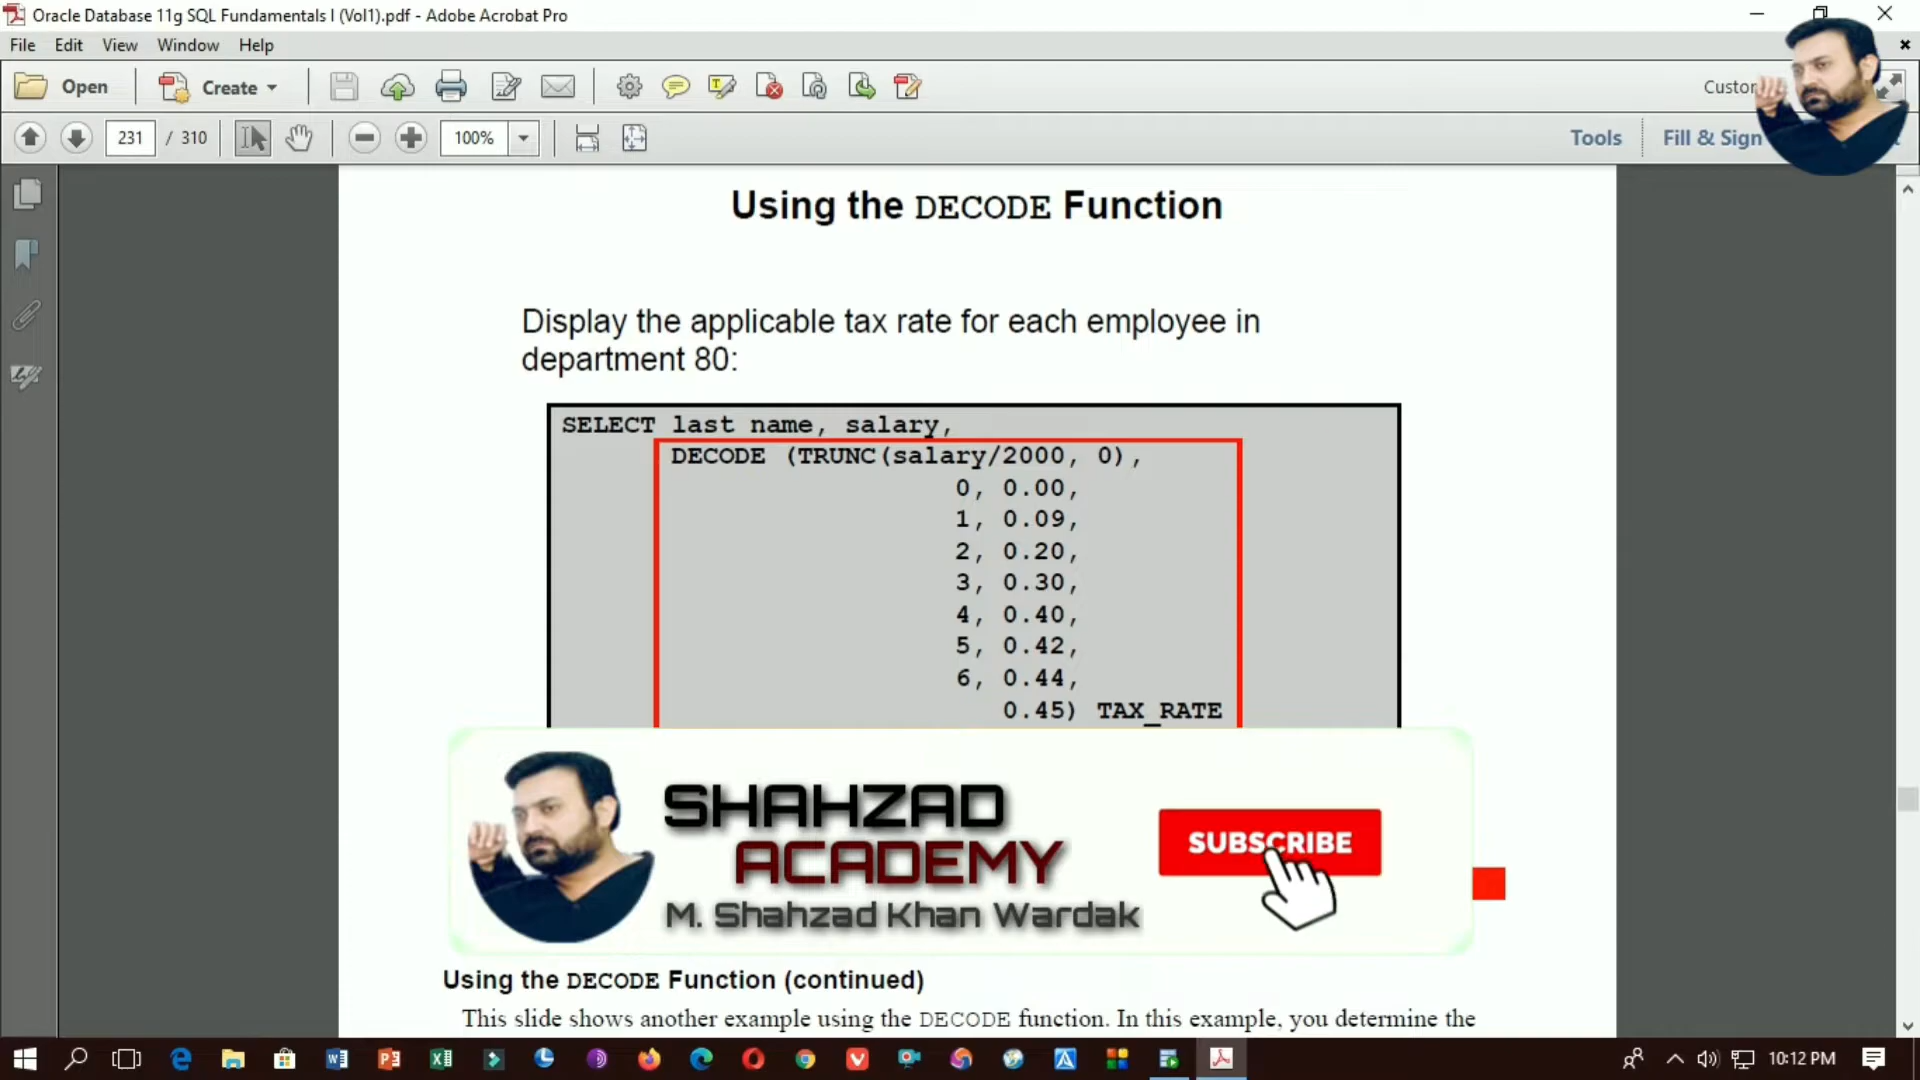 Oracle Database 11g SQL Fundamentals I (Vol1).pdf - Adobe Acrobat Pro
File Edit View Window Help
Open Create
231 / 310 100% Tools Fill & Sign
Using the DECODE Function
Display the applicable tax rate for each employee in
department 80:
SELECT last name, salary,
DECODE (TRUNC(salary/2000, 0),
0, 0.00,
1, 0.09,
2, 0.20,
3, 0.30,
4, 0.40,
5, 0.42,
6, 0.44,
0.45) TAX_RATE
SHAHZAD
ACADEMY
M. Shahzad Khan Wardak
SUBSCRIBE
Using the DECODE Function (continued)
This slide shows another example using the DECODE function. In this example, you determine the
10:12 PM